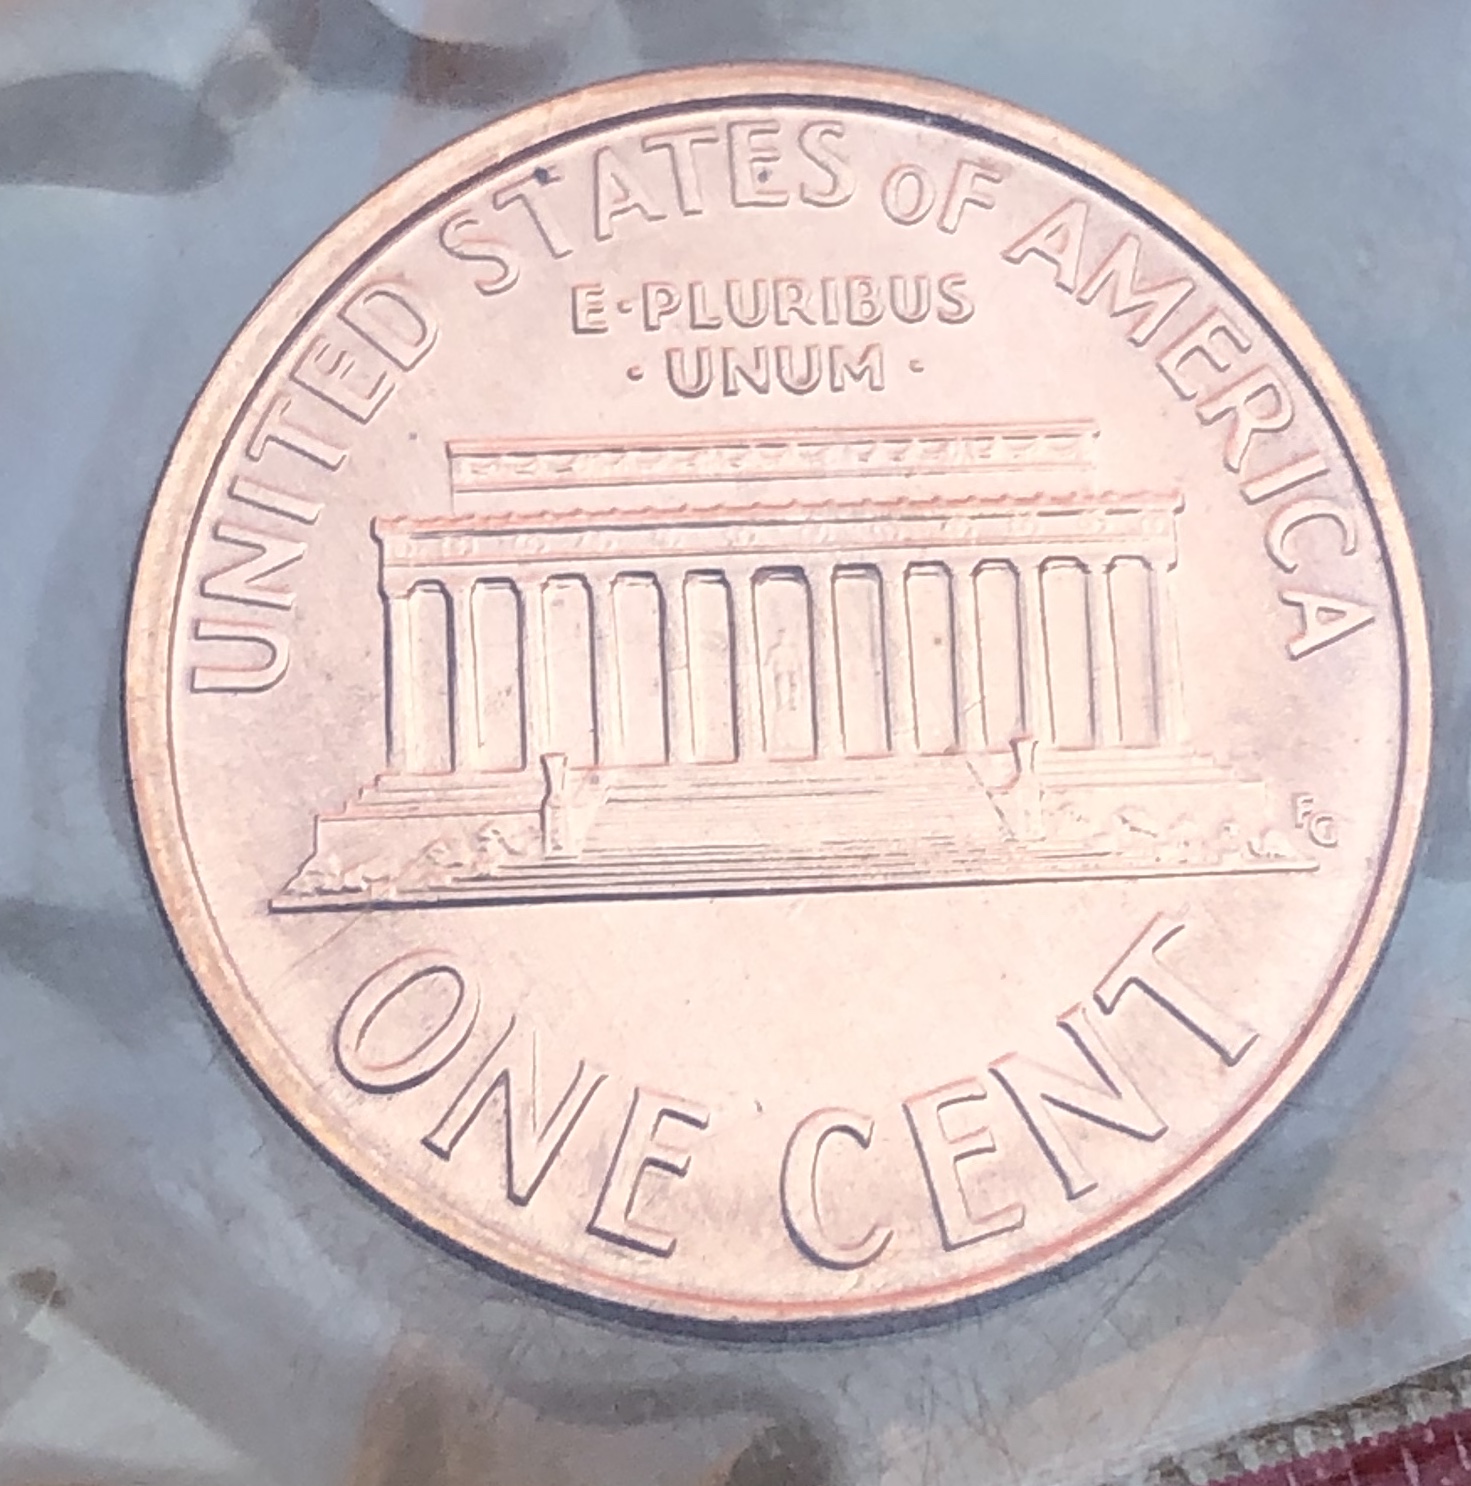 UNITED STATES OF AMERICA
E·PLURIBUS
·UNUM·
FG
ONE CENT